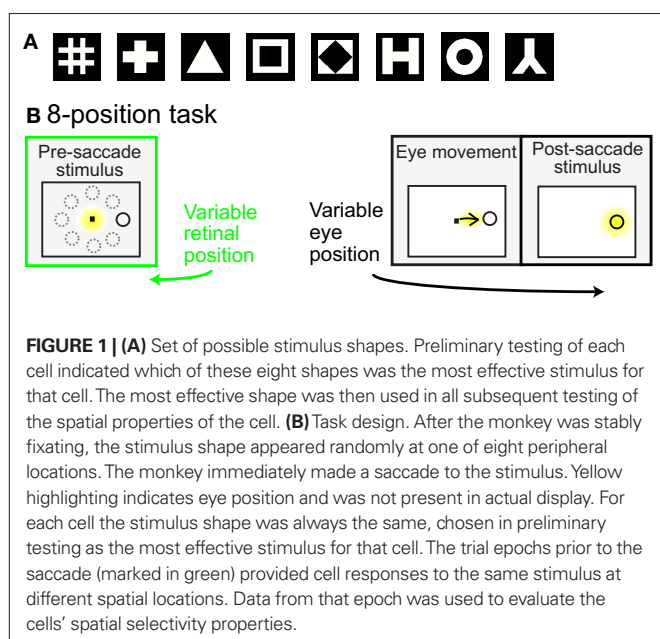 A
B 8-position task
Pre-saccade
stimulus
Variable
retinal
position
Variable
eye
position
Eye movement
Post-saccade
stimulus
FIGURE 1 | (A) Set of possible stimulus shapes. Preliminary testing of each
cell indicated which of these eight shapes was the most effective stimulus for
that cell. The most effective shape was then used in all subsequent testing of
the spatial properties of the cell. (B) Task design. After the monkey was stably
fixating, the stimulus shape appeared randomly at one of eight peripheral
locations. The monkey immediately made a saccade to the stimulus. Yellow
highlighting indicates eye position and was not present in actual display. For
each cell the stimulus shape was always the same, chosen in preliminary
testing as the most effective stimulus for that cell. The trial epochs prior to the
saccade (marked in green) provided cell responses to the same stimulus at
different spatial locations. Data from that epoch was used to evaluate the
cells' spatial selectivity properties.